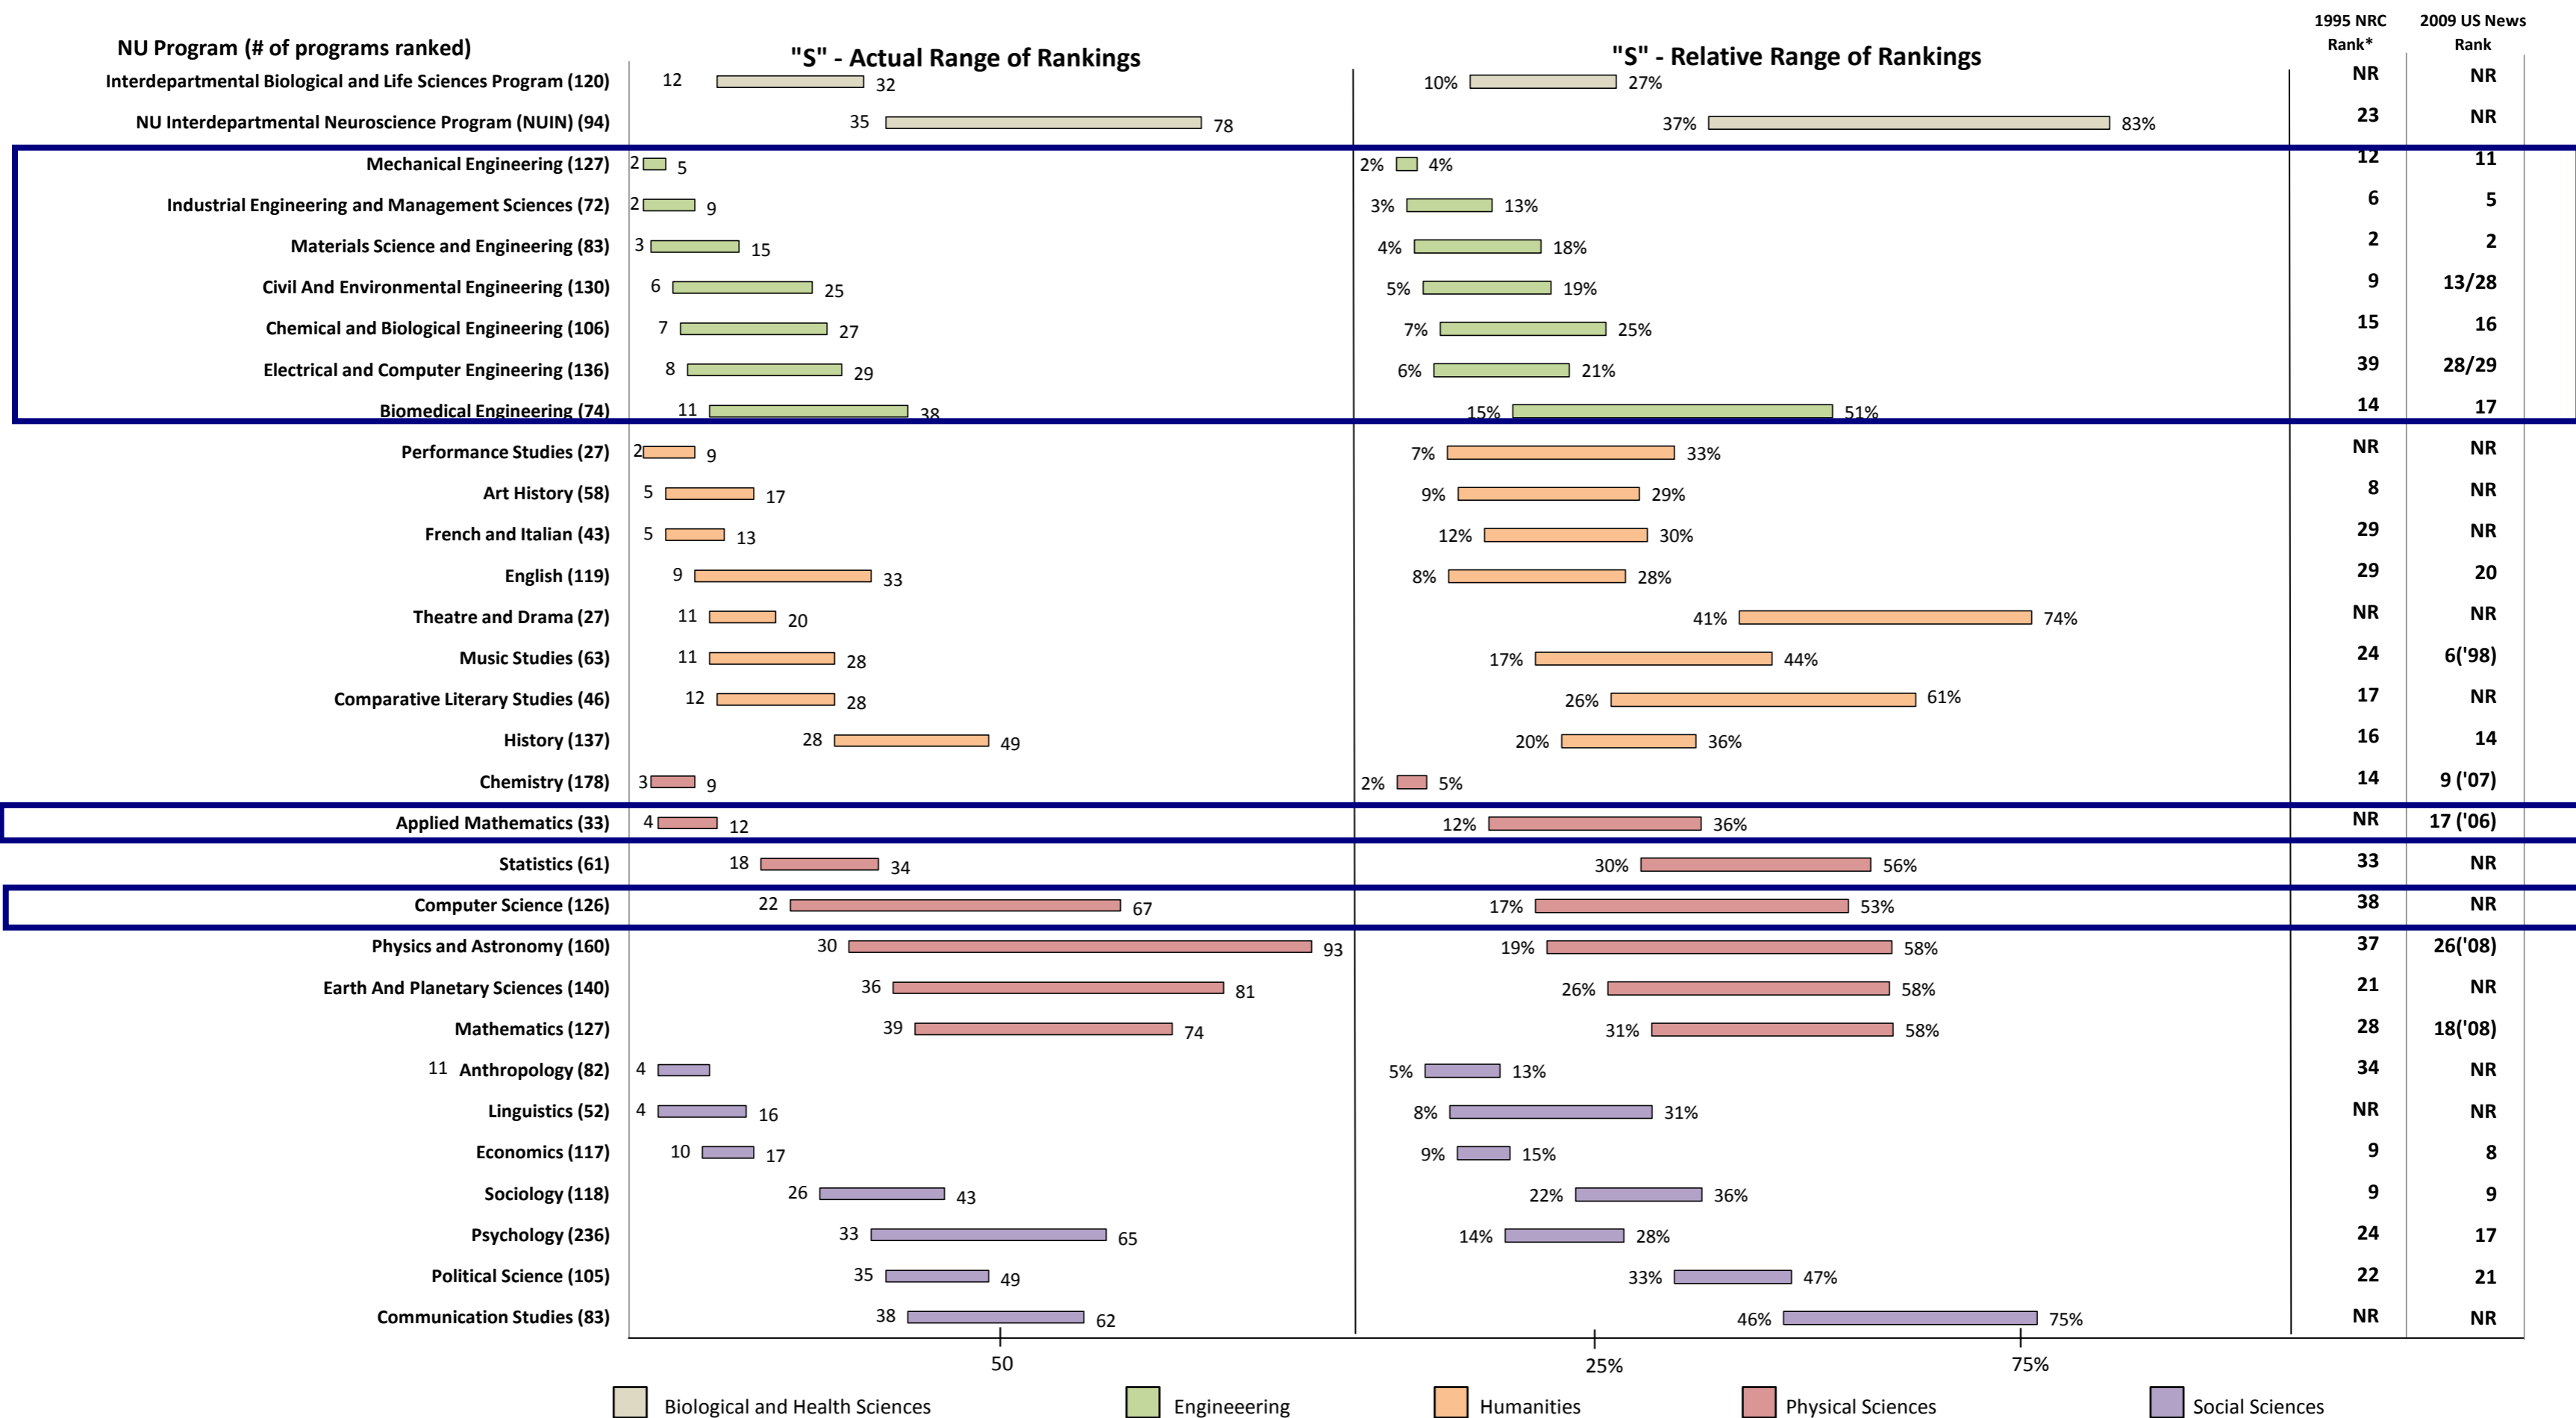 1995 NRC 2009 US News
NU Program (# of programs ranked) "S" - Actual Range of Rankings "S" - Relative Range of Rankings Rank* Rank
Interdepartmental Biological and Life Sciences Program (120) 12 32 10% 27% NR NR
NU Interdepartmental Neuroscience Program (NUIN) (94) 35 78 37% 83% 23 NR
Mechanical Engineering (127) 2 5 2% 4% 12 11
Industrial Engineering and Management Sciences (72) 2 9 3% 13% 6 5
Materials Science and Engineering (83) 3 15 4% 18% 2 2
Civil And Environmental Engineering (130) 6 25 5% 19% 9 13/28
Chemical and Biological Engineering (106) 7 27 7% 25% 15 16
Electrical and Computer Engineering (136) 8 29 6% 21% 39 28/29
Biomedical Engineering (74) 11 38 15% 51% 14 17
Performance Studies (27) 2 9 7% 33% NR NR
Art History (58) 5 17 9% 29% 8 NR
French and Italian (43) 5 13 12% 30% 29 NR
English (119) 9 33 8% 28% 29 20
Theatre and Drama (27) 11 20 41% 74% NR NR
Music Studies (63) 11 28 17% 44% 24 6('98)
Comparative Literary Studies (46) 12 28 26% 61% 17 NR
History (137) 28 49 20% 36% 16 14
Chemistry (178) 3 9 2% 5% 14 9 ('07)
Applied Mathematics (33) 4 12 12% 36% NR 17 ('06)
Statistics (61) 18 34 30% 56% 33 NR
Computer Science (126) 22 67 17% 53% 38 NR
Physics and Astronomy (160) 30 93 19% 58% 37 26('08)
Earth And Planetary Sciences (140) 36 81 26% 58% 21 NR
Mathematics (127) 39 74 31% 58% 28 18('08)
11 Anthropology (82) 4 5% 13% 34 NR
Linguistics (52) 4 16 8% 31% NR NR
Economics (117) 10 17 9% 15% 9 8
Sociology (118) 26 43 22% 36% 9 9
Psychology (236) 33 65 14% 28% 24 17
Political Science (105) 35 49 33% 47% 22 21
Communication Studies (83) 38 62 46% 75% NR NR
50 25% 75%
Biological and Health Sciences Engineeering Humanities Physical Sciences Social Sciences